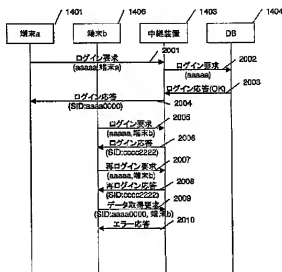 1401
1406
1403
1404
端末a
端末b
中継装置
DB
ログイン要求
2001
(aaaaa,端末a)
ログイン要求
2002
(aaaaa)
2003
ログイン応答(OK)
ログイン応答
2004
(SID:aaaa0000)
2005
ログイン要求
(aaaaa,端末b)
2006
ログイン応答
(SID:cccc2222)
2007
再ログイン要求
(aaaaa,端末b)
2008
再ログイン応答
(SID:cccc2222)
2009
データ取得要求
(SID:aaaa0000, 端末b)
2010
エラー応答